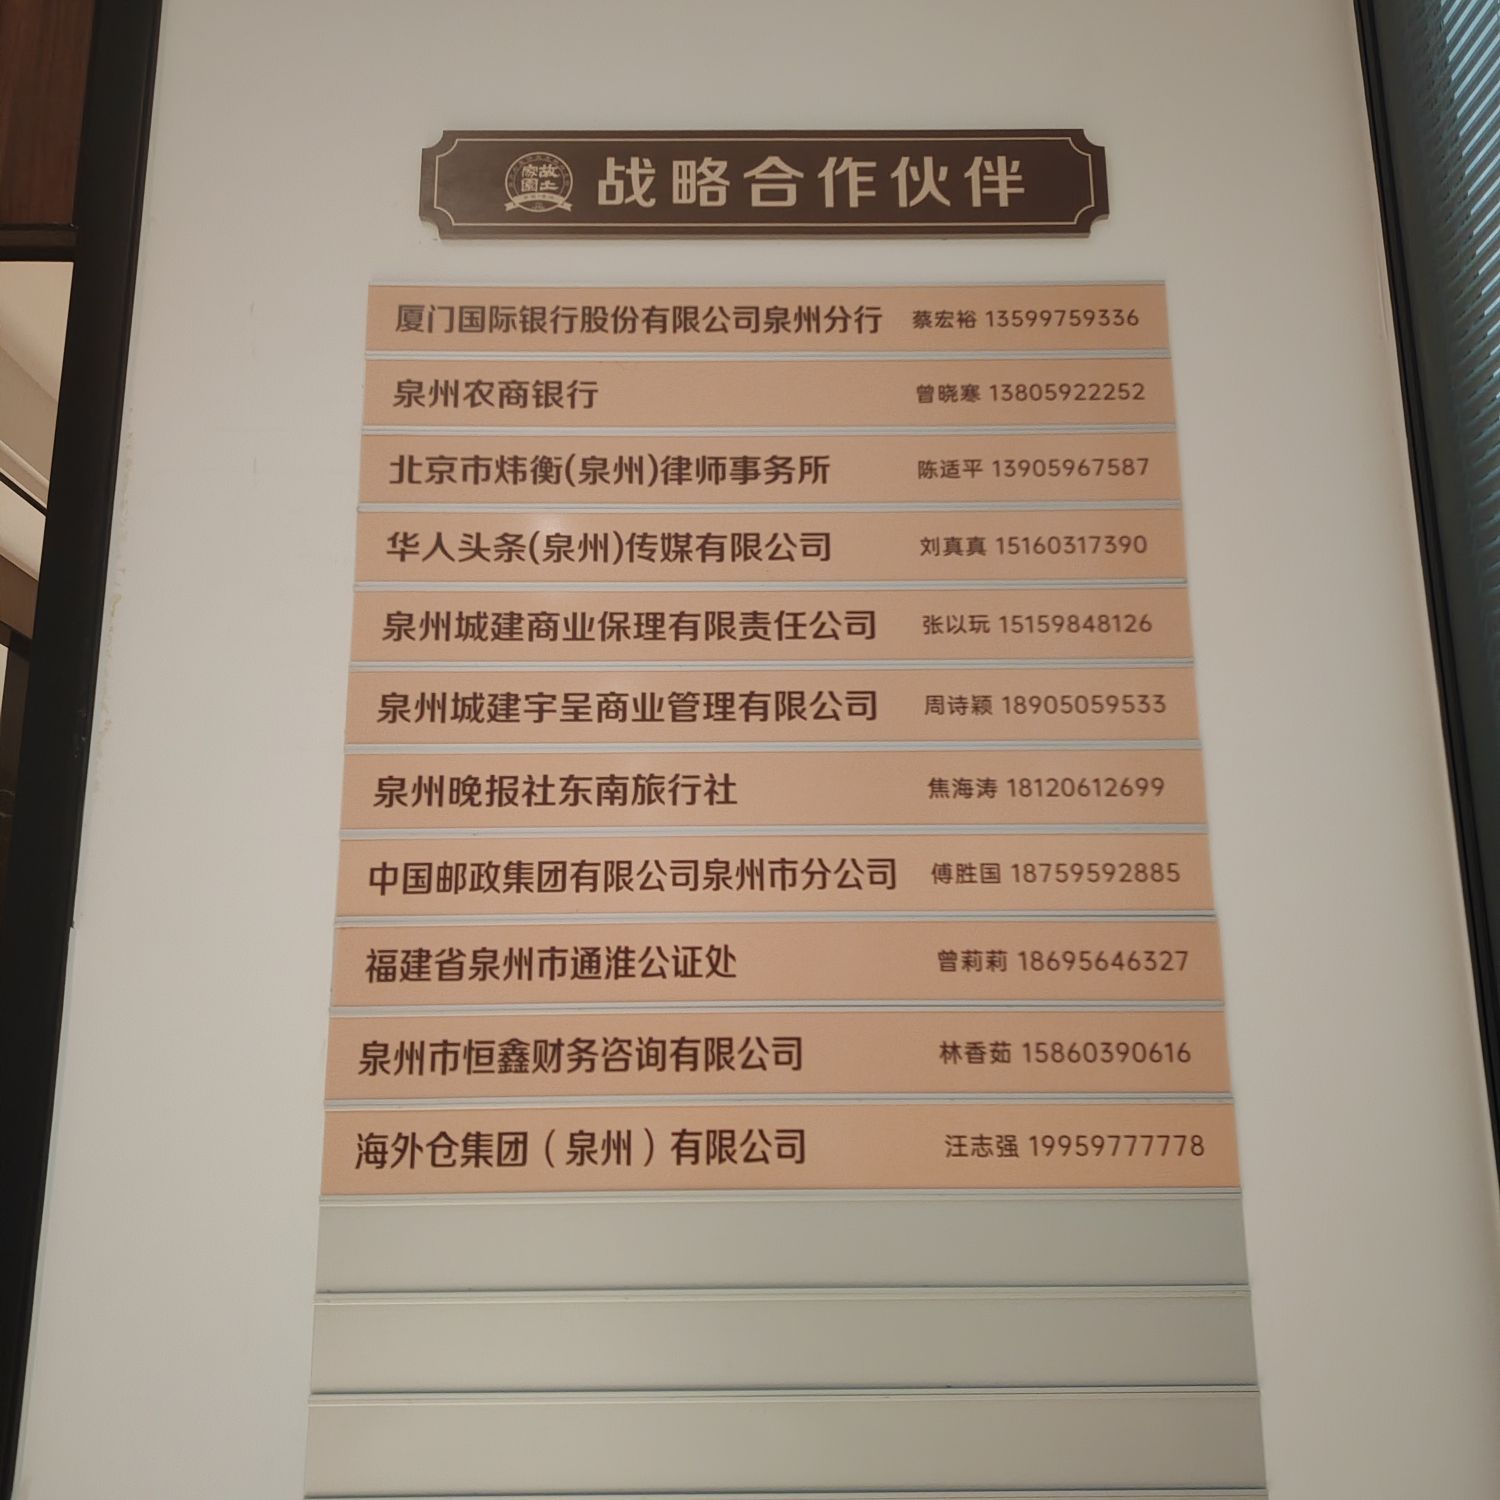 故土家園 战略合作伙伴
厦门国际银行股份有限公司泉州分行 蔡宏裕 13599759336
泉州农商银行 曾晓寒 13805922252
北京市炜衡(泉州)律师事务所 陈适平 13905967587
华人头条(泉州)传媒有限公司 刘真真 15160317390
泉州城建商业保理有限责任公司 张以玩 15159848126
泉州城建宇呈商业管理有限公司 周诗颖 18905059533
泉州晚报社东南旅行社 焦海涛 18120612699
中国邮政集团有限公司泉州市分公司 傅胜国 18759592885
福建省泉州市通淮公证处 曾莉莉 18695646327
泉州市恒鑫财务咨询有限公司 林香茹 15860390616
海外仓集团（泉州）有限公司 汪志强 19959777778